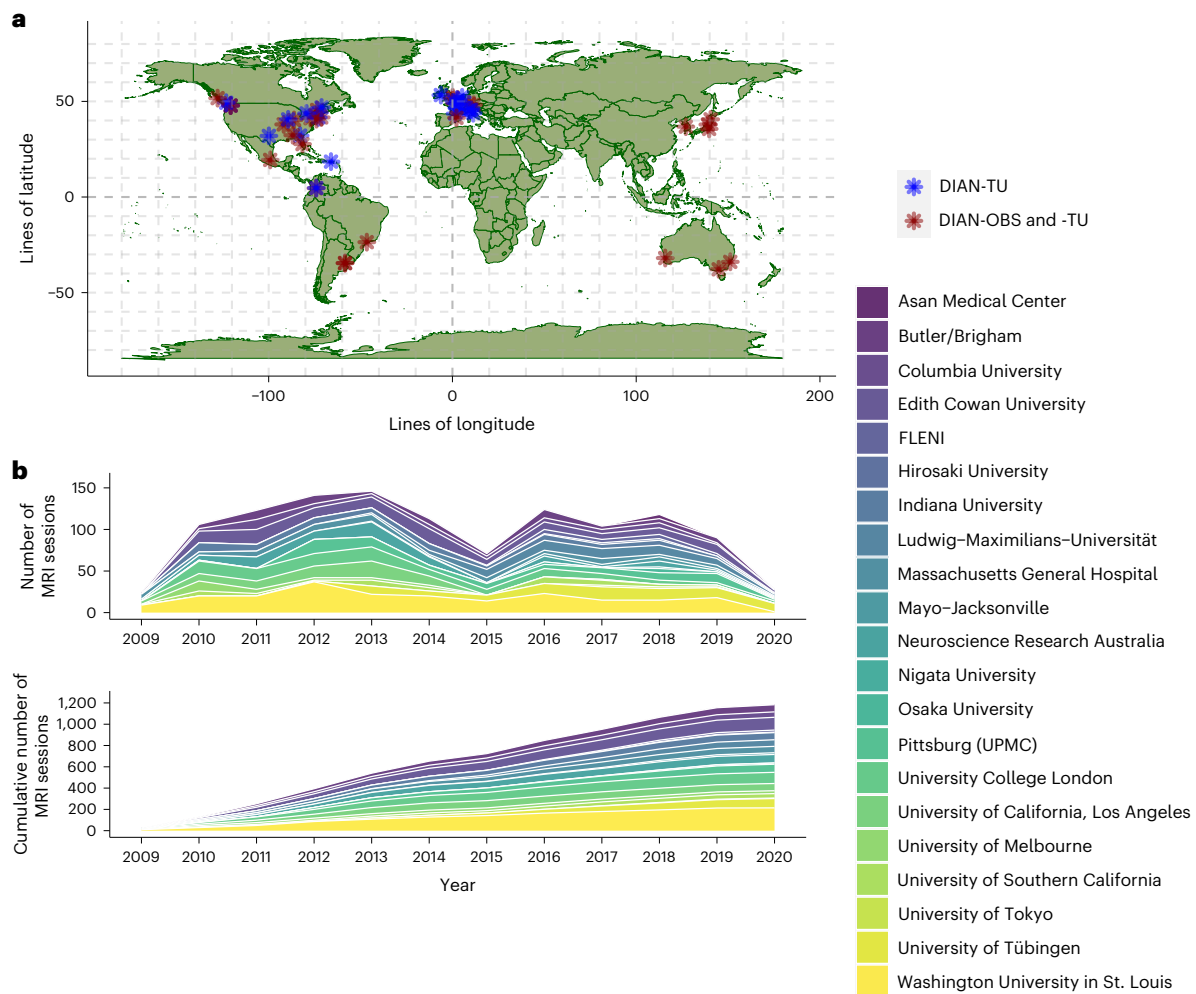 a
50
0
−50
Lines of latitude
−100
0
100
200
Lines of longitude
DIAN-TU
DIAN-OBS and -TU
Asan Medical Center
Butler/Brigham
Columbia University
Edith Cowan University
FLENI
Hirosaki University
Indiana University
Ludwig–Maximilians–Universität
Massachusetts General Hospital
Mayo–Jacksonville
Neuroscience Research Australia
Nigata University
Osaka University
Pittsburg (UPMC)
University College London
University of California, Los Angeles
University of Melbourne
University of Southern California
University of Tokyo
University of Tübingen
Washington University in St. Louis
b
Number of
MRI sessions
150
100
50
0
2009 2010 2011 2012 2013 2014 2015 2016 2017 2018 2019 2020
Cumulative number of
MRI sessions
1,200
1,000
800
600
400
200
0
2009 2010 2011 2012 2013 2014 2015 2016 2017 2018 2019 2020
Year